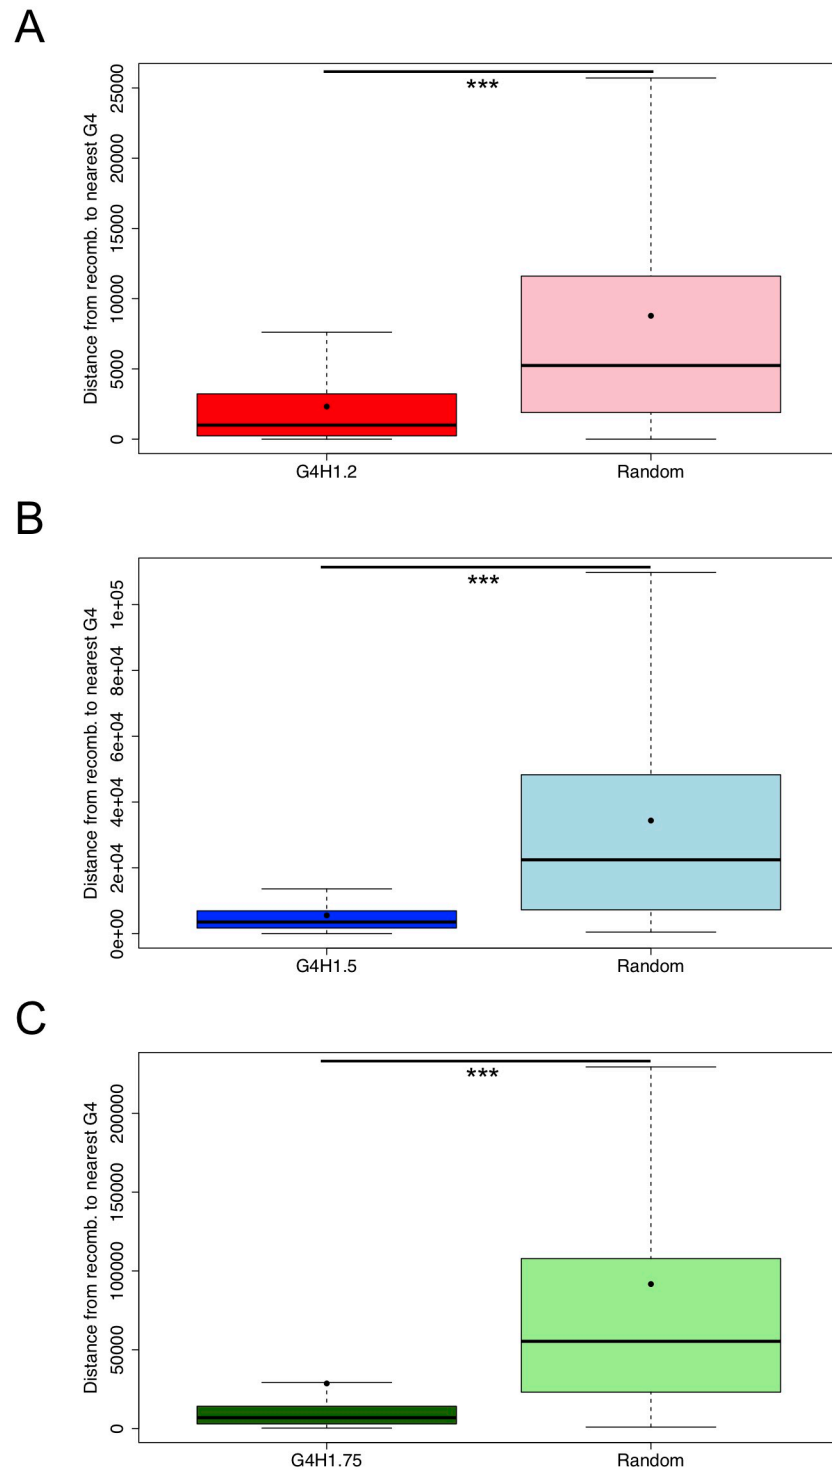 A
Distance from recomb. to nearest G4
25000
20000
15000
10000
5000
0
***
G4H1.2
Random
B
Distance from recomb. to nearest G4
1e+05
8e+04
6e+04
4e+04
2e+04
0e+00
***
G4H1.5
Random
C
Distance from recomb. to nearest G4
200000
150000
100000
50000
0
***
G4H1.75
Random